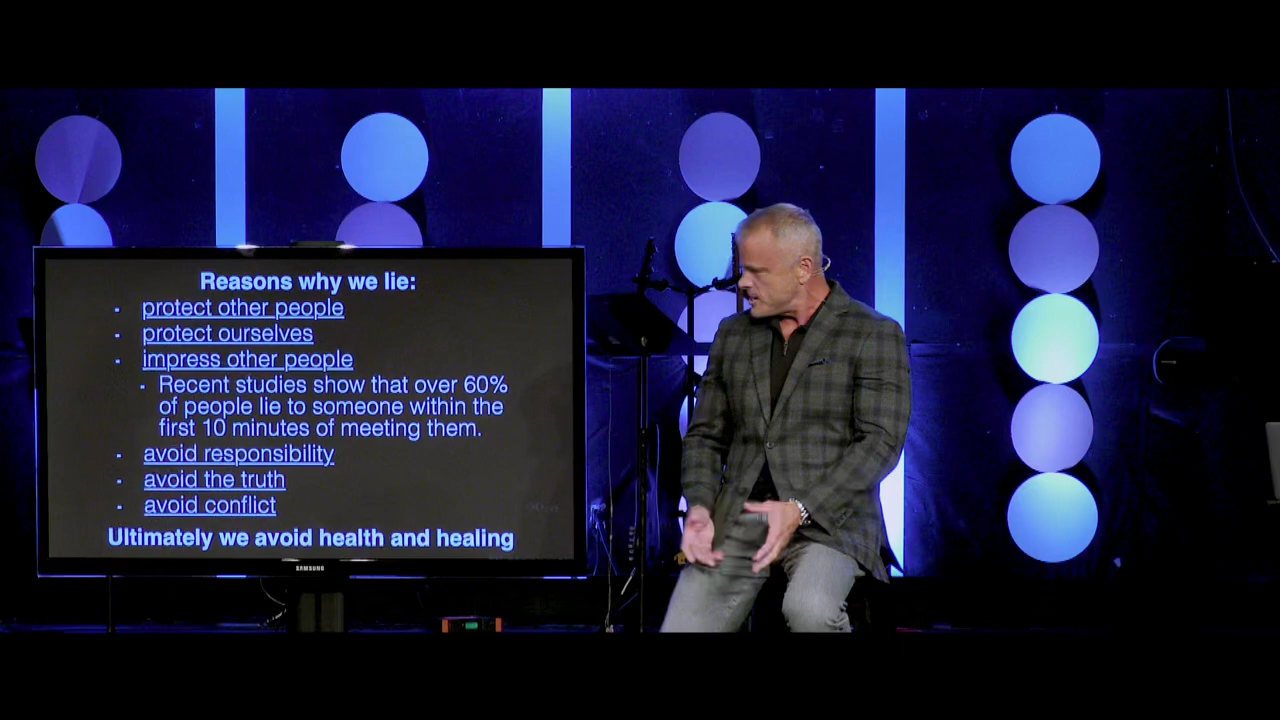 Reasons why we lie:
protect other people
protect ourselves
impress other people
Recent studies show that over 60%
of people lie to someone within the
first 10 minutes of meeting them.
avoid responsibility
avoid the truth
avoid conflict
Ultimately we avoid health and healing
SAMSUNG